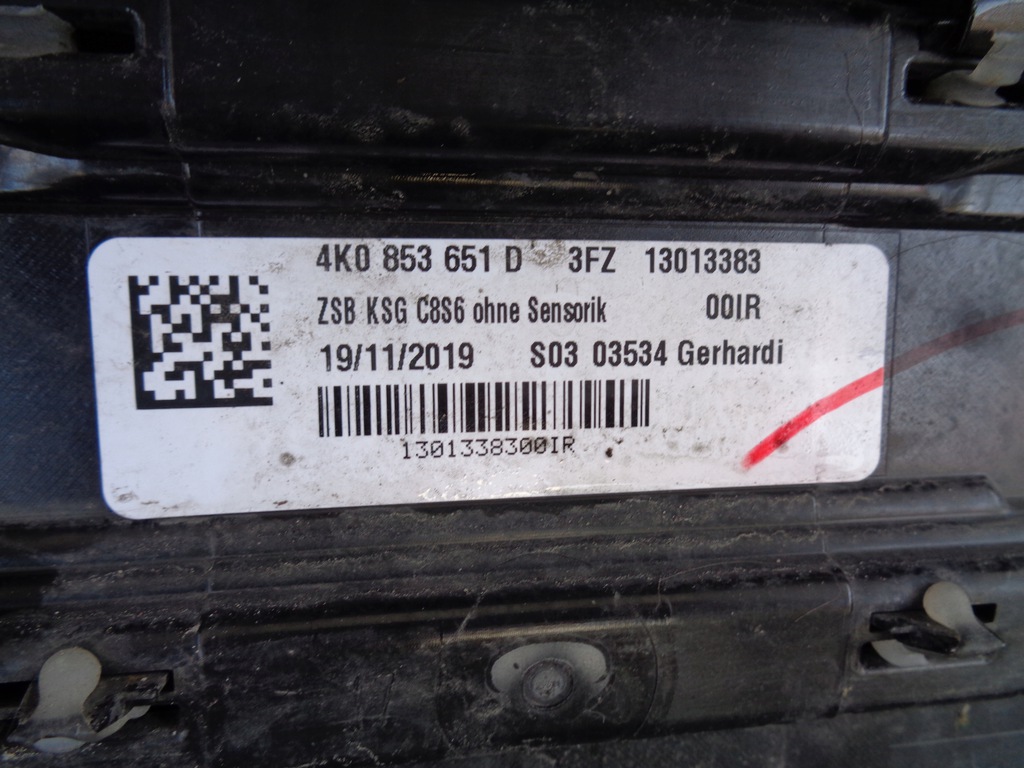 4K0 853 651 D 3FZ 13013383
ZSB KSG C8S6 ohne Sensorik 00IR
19/11/2019 S03 03534 Gerhardi
1301338300IR